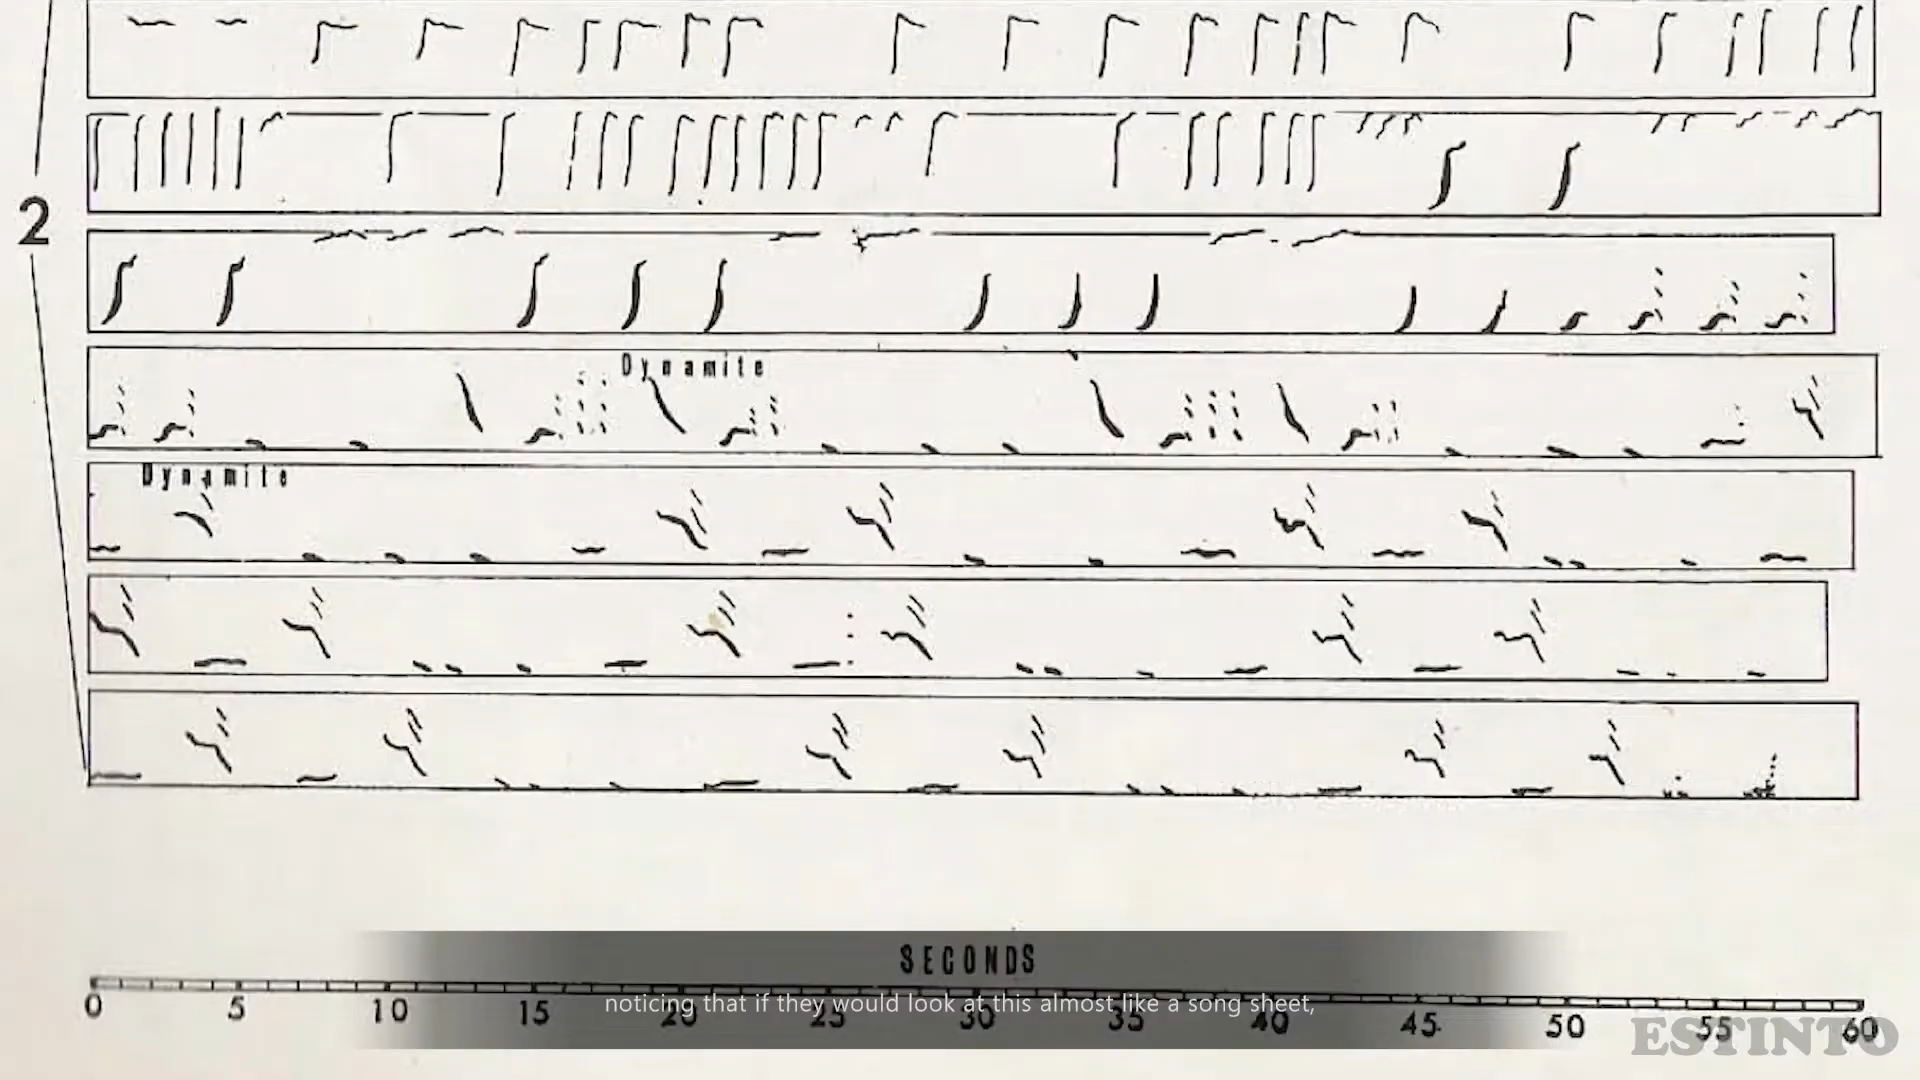 2
Dynamite
Dynamite
SECONDS
0 5 10 15 20 25 30 35 40 45 50 55 60
noticing that if they would look at this almost like a song sheet,
ESTINTO